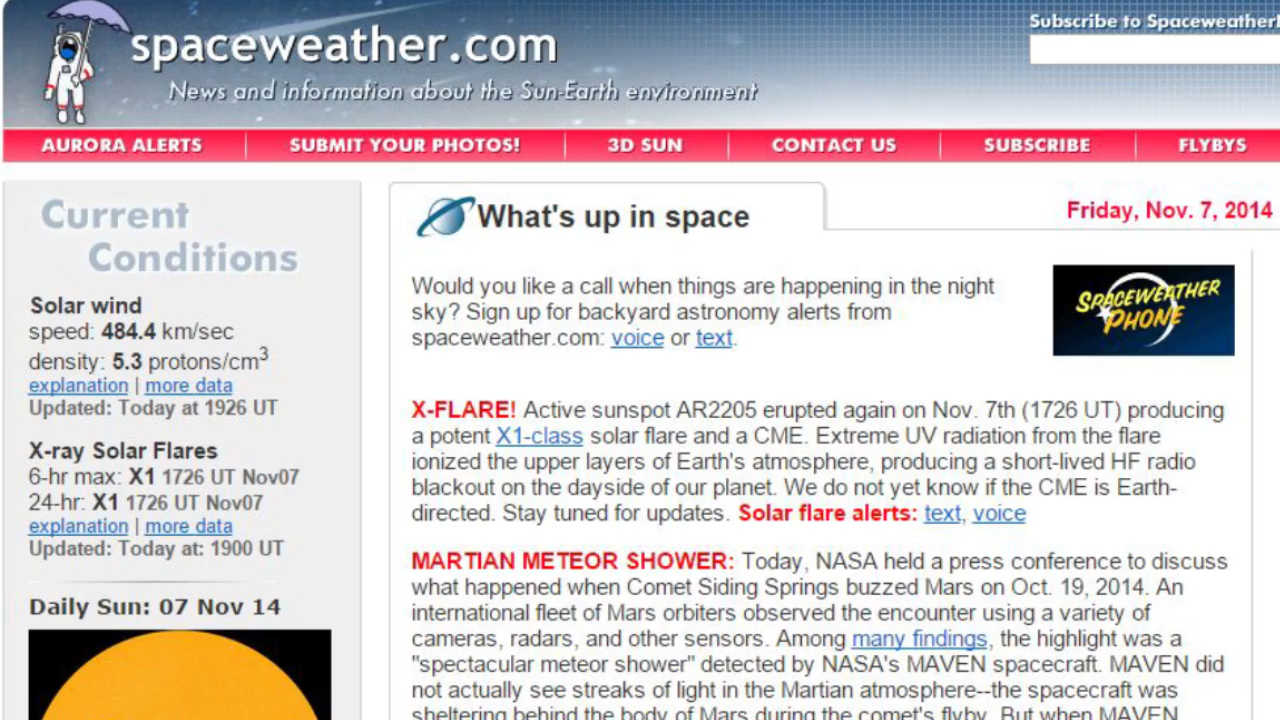 Subscribe to Spaceweather
spaceweather.com
News and information about the Sun-Earth environment
AURORA ALERTS
SUBMIT YOUR PHOTOS!
3D SUN
CONTACT US
SUBSCRIBE
FLYBYS
Current
Conditions
Solar wind
speed: 484.4 km/sec
density: 5.3 protons/cm3
explanation | more data
Updated: Today at 1926 UT
X-ray Solar Flares
6-hr max: X1 1726 UT Nov07
24-hr: X1 1726 UT Nov07
explanation | more data
Updated: Today at: 1900 UT
Daily Sun: 07 Nov 14
What's up in space
Friday, Nov. 7, 2014
Would you like a call when things are happening in the night
sky? Sign up for backyard astronomy alerts from
spaceweather.com: voice or text.
SPACEWEATHER
PHONE
X-FLARE! Active sunspot AR2205 erupted again on Nov. 7th (1726 UT) producing
a potent X1-class solar flare and a CME. Extreme UV radiation from the flare
ionized the upper layers of Earth's atmosphere, producing a short-lived HF radio
blackout on the dayside of our planet. We do not yet know if the CME is Earth-
directed. Stay tuned for updates. Solar flare alerts: text, voice
MARTIAN METEOR SHOWER: Today, NASA held a press conference to discuss
what happened when Comet Siding Springs buzzed Mars on Oct. 19, 2014. An
international fleet of Mars orbiters observed the encounter using a variety of
cameras, radars, and other sensors. Among many findings, the highlight was a
"spectacular meteor shower" detected by NASA's MAVEN spacecraft. MAVEN did
not actually see streaks of light in the Martian atmosphere--the spacecraft was
sheltering behind the body of Mars during the comet's flyby. But when MAVEN